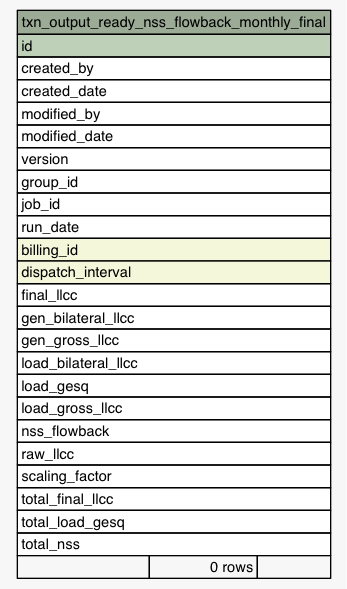 txn_output_ready_nss_flowback_monthly_final
id
created_by
created_date
modified_by
modified_date
version
group_id
job_id
run_date
billing_id
dispatch_interval
final_llcc
gen_bilateral_llcc
gen_gross_llcc
load_bilateral_llcc
load_gesq
load_gross_llcc
nss_flowback
raw_llcc
scaling_factor
total_final_llcc
total_load_gesq
total_nss
0 rows